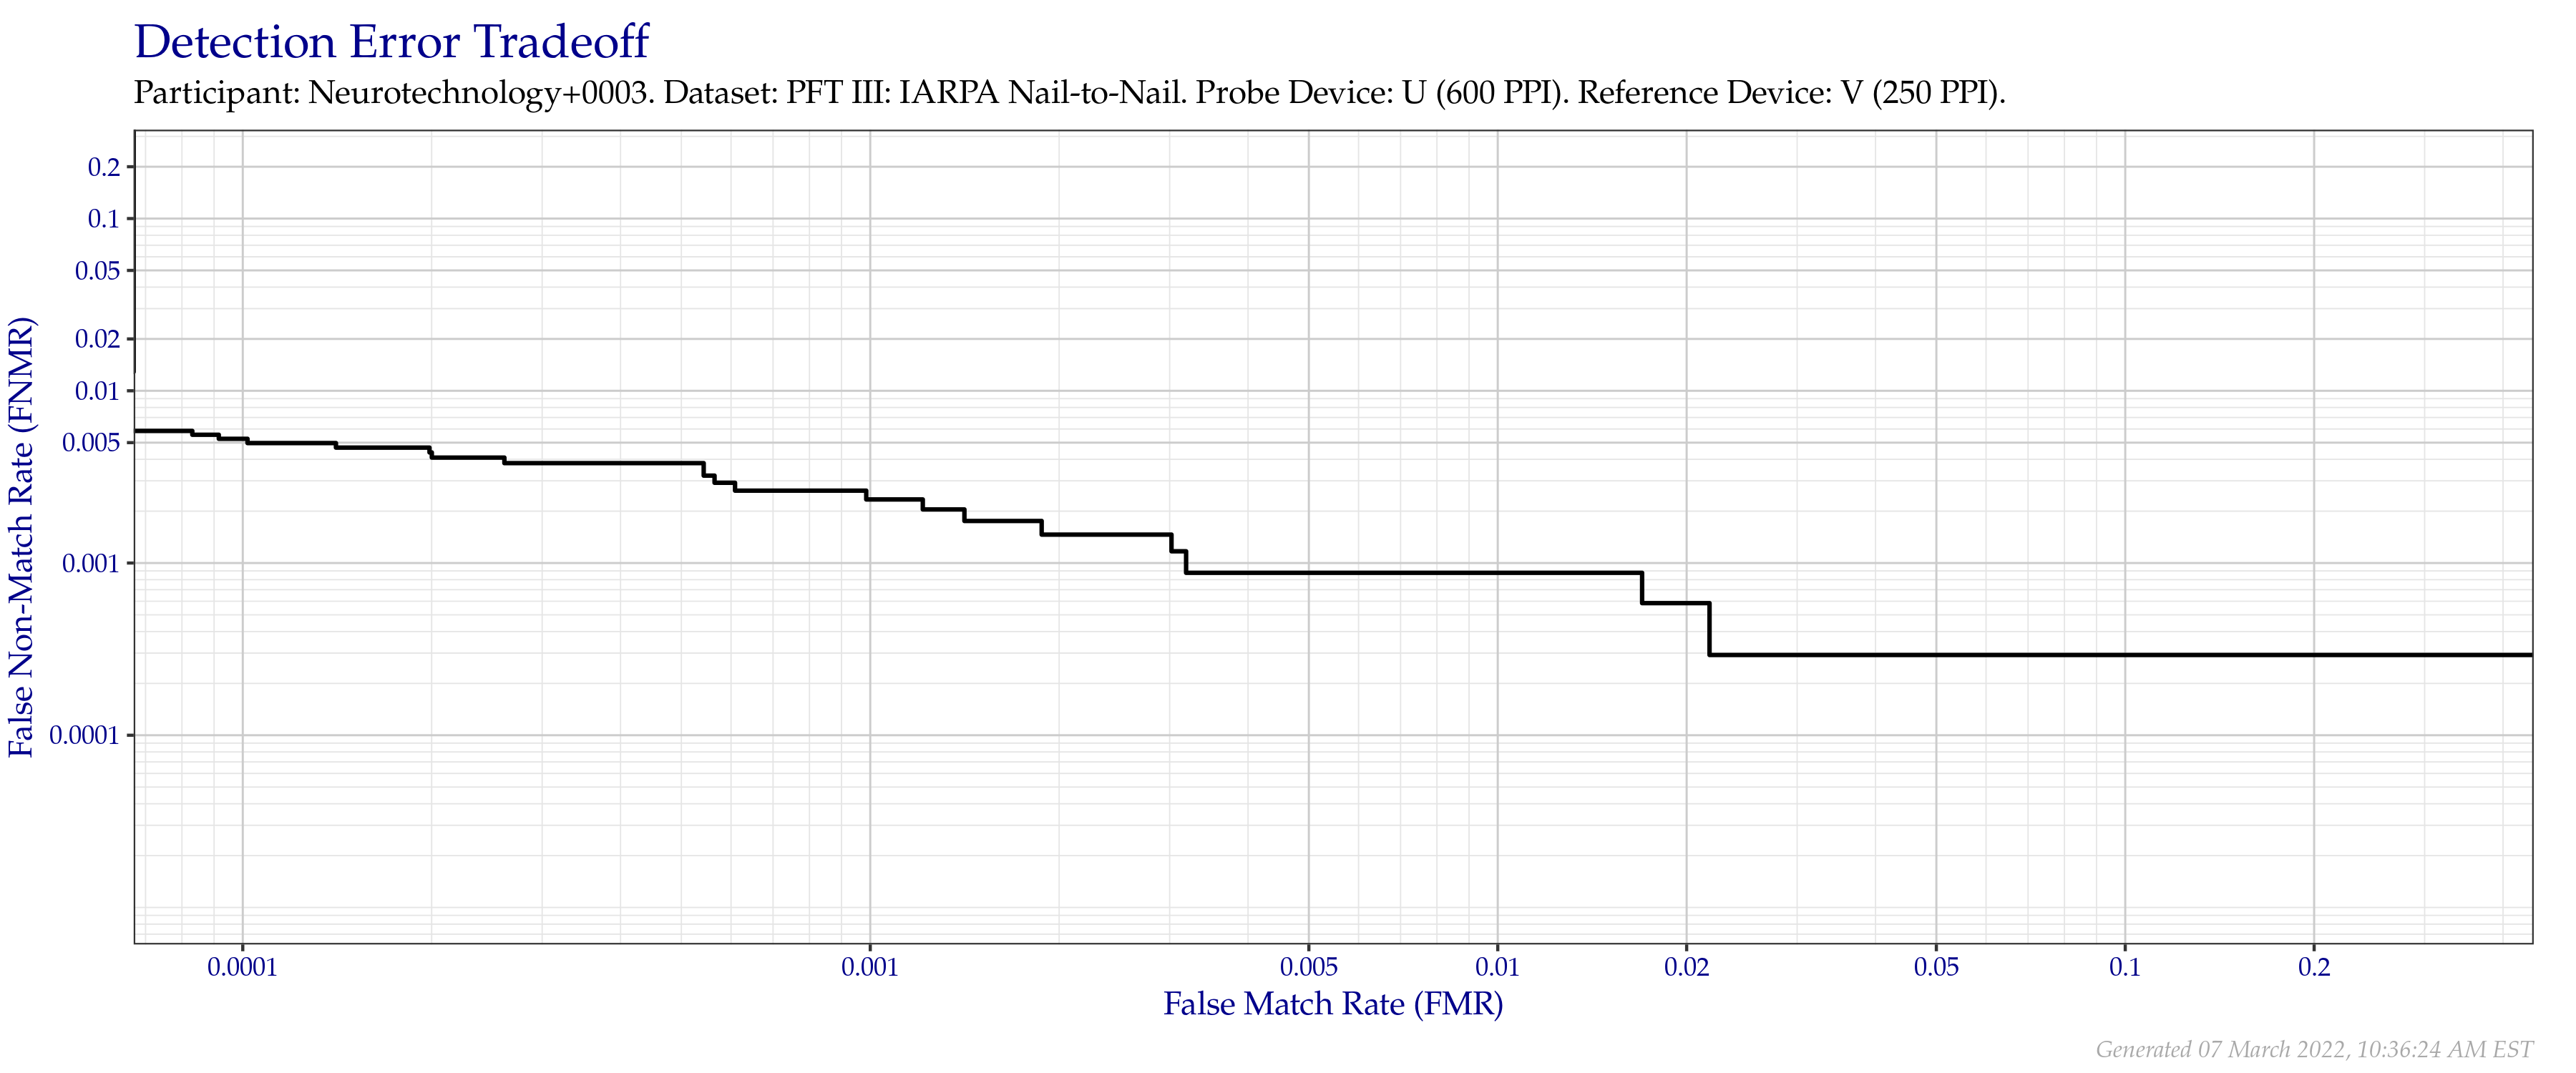 Detection Error Tradeoff
Participant: Neurotechnology+0003. Dataset: PFT III: IARPA Nail-to-Nail. Probe Device: U (600 PPI). Reference Device: V (250 PPI).
False Non-Match Rate (FNMR)
0.2
0.1
0.05
0.02
0.01
0.005
0.001
0.0001
0.0001 0.001 0.005 0.01 0.02 0.05 0.1 0.2
False Match Rate (FMR)
Generated 07 March 2022, 10:36:24 AM EST